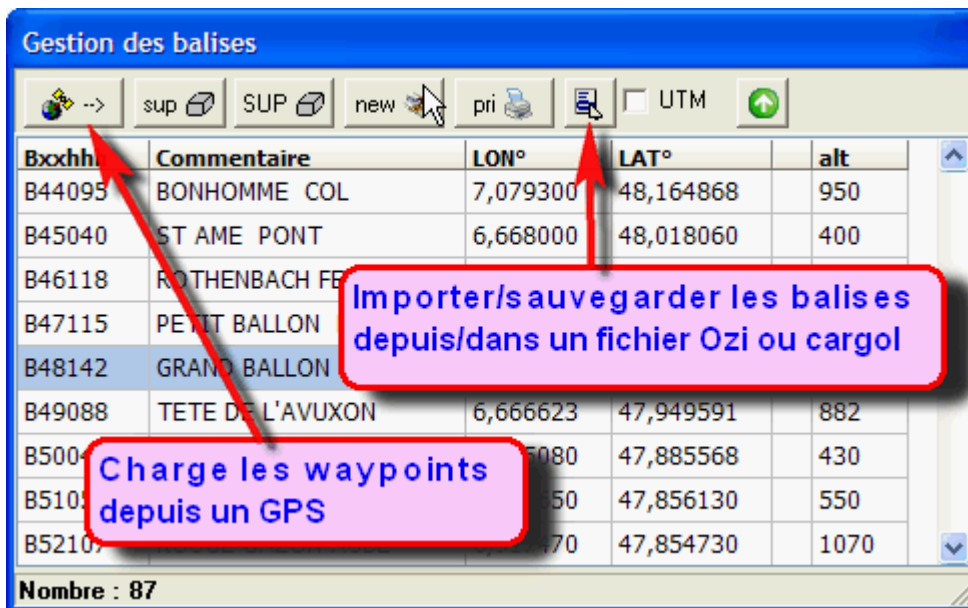 Gestion des balises
--> sup SUP new pri UTM
Commentaire LON° LAT° alt
B44095 BONHOMME COL 7,079300 48,164868 950
B45040 ST AME PONT 6,668000 48,018060 400
B46118 ROTHENBACH
B47115 PETIT BALLON
B48142 GRAND BALLON
Importer/sauvegarder les balises
depuis/dans un fichier Ozi ou cargol
B49088 TETE DE L'AVUXON 6,666623 47,949591 882
47,885568 430
47,856130 550
47,854730 1070
Charge les waypoints
depuis un GPS
Nombre : 87